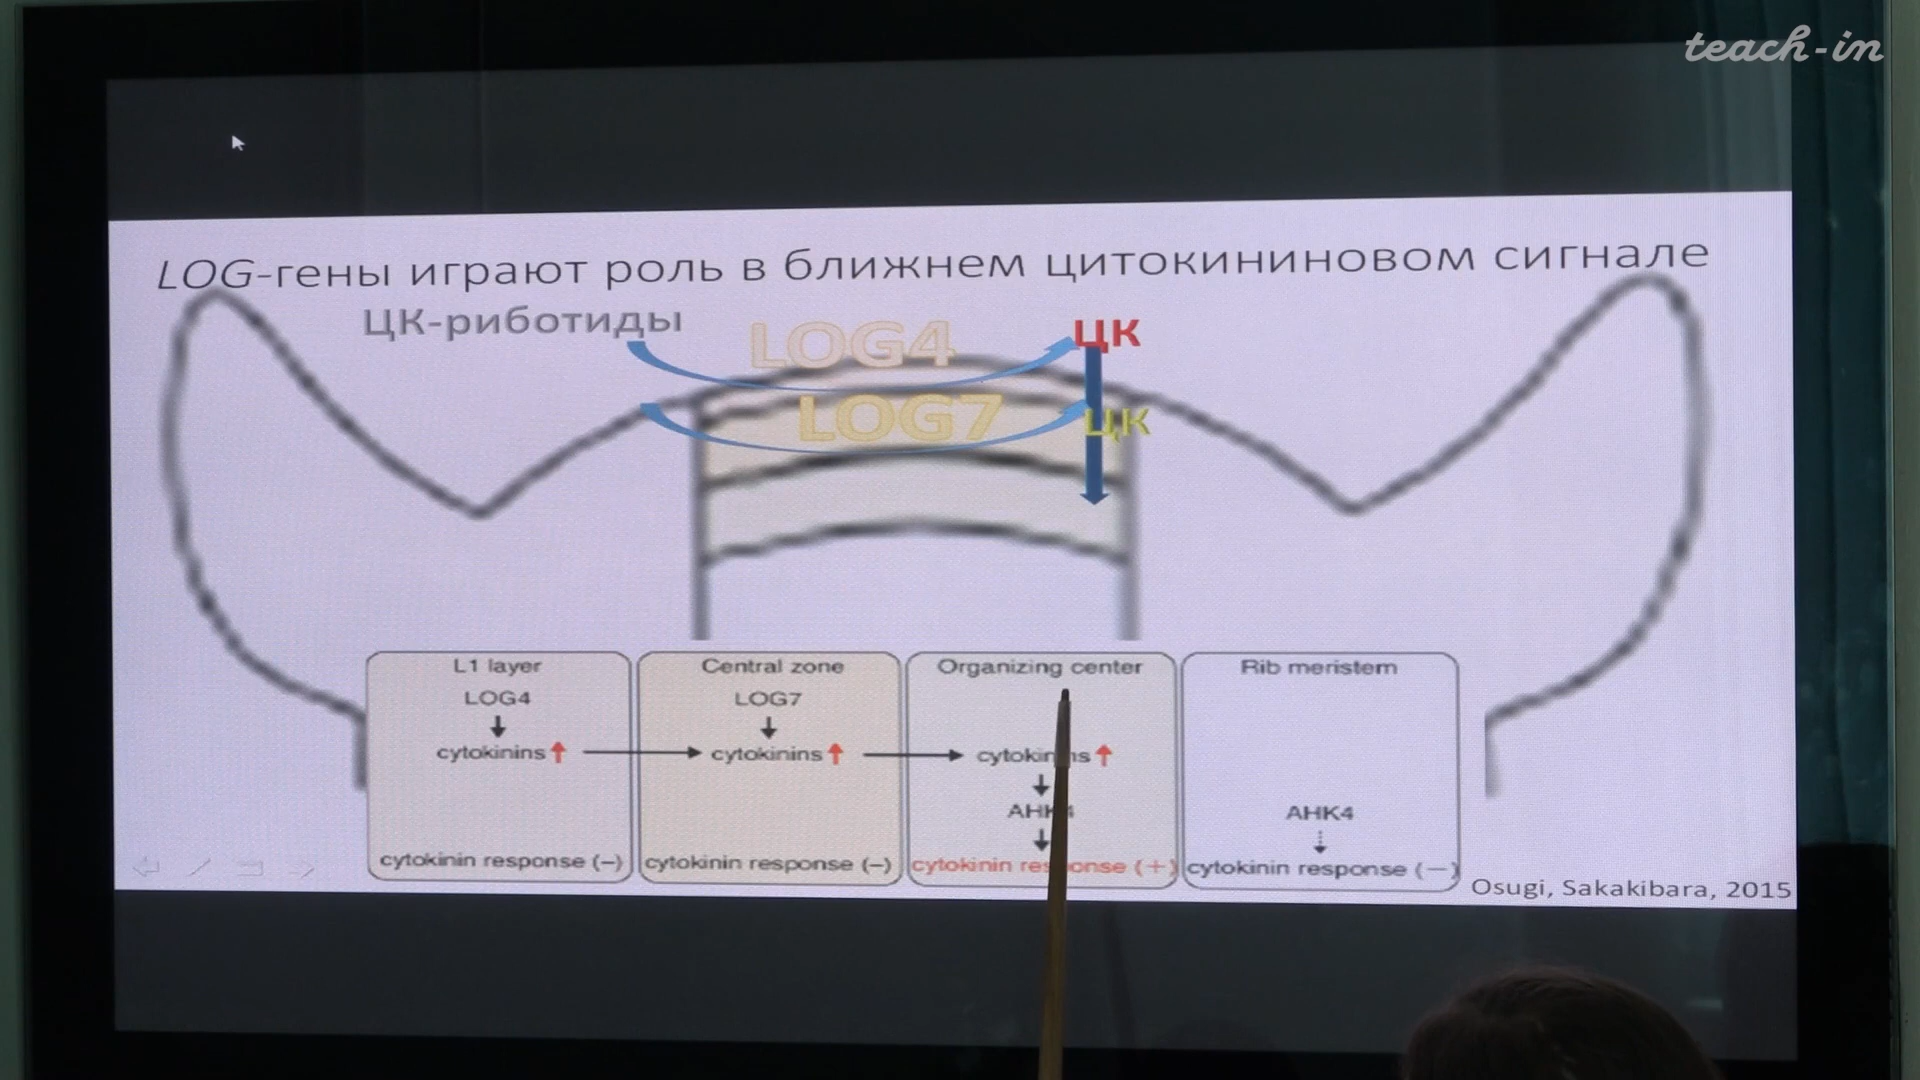 teach-in
LOG-гены играют роль в ближнем цитокининовом сигнале
ЦК-риботиды
LOG4
ЦК
LOG7
ЦК
L1 layer
LOG4
cytokinins
cytokinin response (–)
Central zone
LOG7
cytokinins
cytokinin response (–)
Organizing center
cytokinins
AHK4
cytokinin response (+)
Rib meristem
AHK4
cytokinin response (—)
Osugi, Sakakibara, 2015